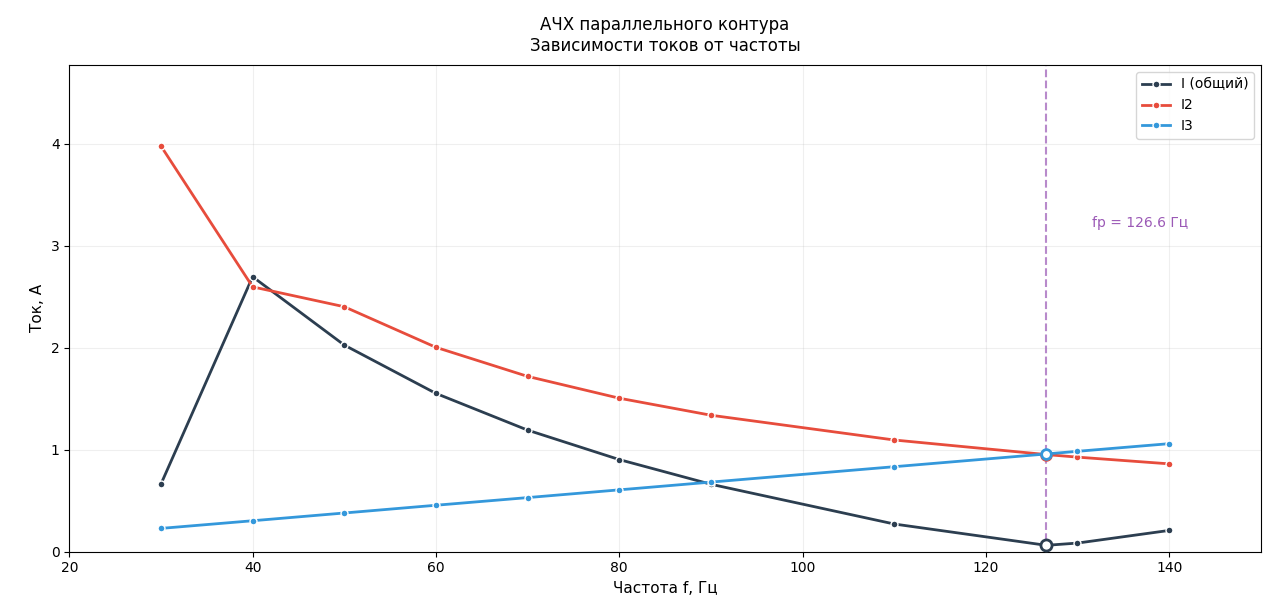 АЧХ параллельного контура
Зависимости токов от частоты
I (общий)
I2
I3
fp = 126.6 Гц
Ток, А
4
3
2
1
0
20
40
60
80
100
120
140
Частота f, Гц